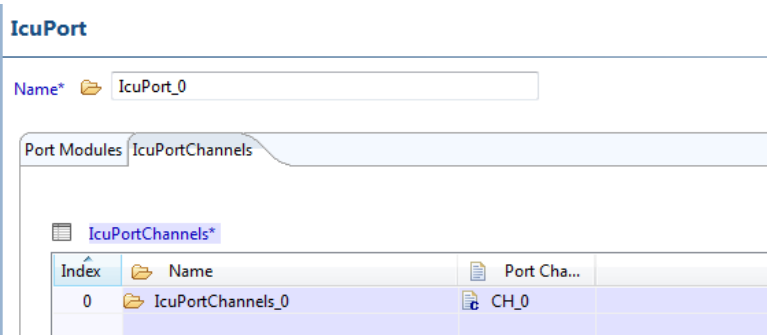 IcuPort
Name* IcuPort_0
Port Modules IcuPortChannels
IcuPortChannels*
Index Name Port Cha...
0 IcuPortChannels_0 CH_0